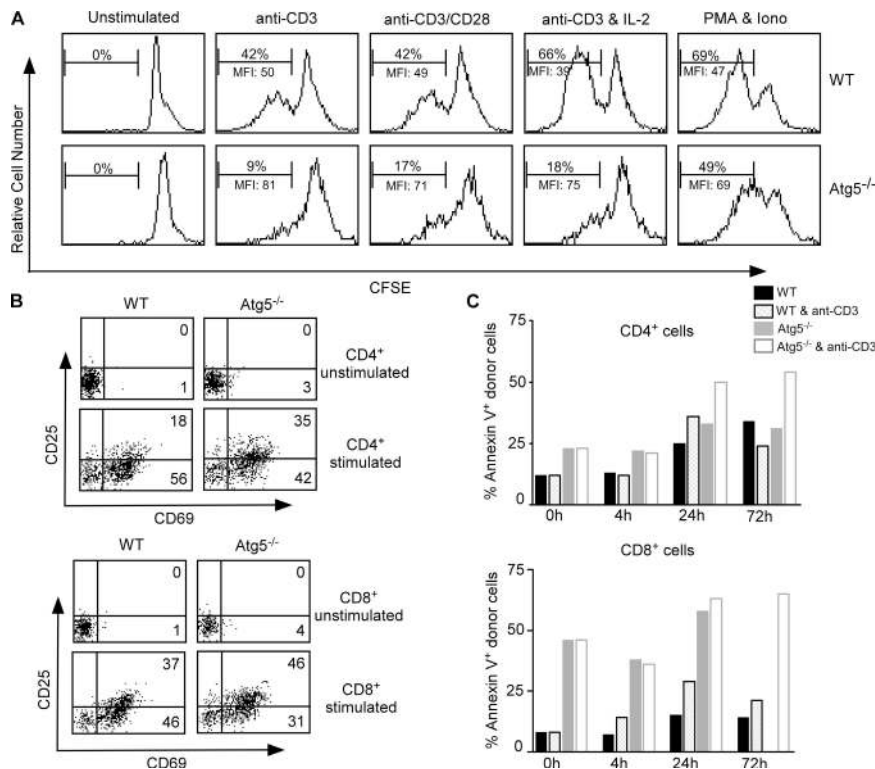 A
Unstimulated anti-CD3 anti-CD3/CD28 anti-CD3 & IL-2 PMA & Iono
0% 42% 42% 66% 69%
MFI: 50 MFI: 49 MFI: 39 MFI: 47
WT
0% 9% 17% 18% 49%
MFI: 81 MFI: 71 MFI: 75 MFI: 69
Atg5-/-
Relative Cell Number
CFSE
B
WT Atg5-/-
0 0
1 3
CD4+
unstimulated
18 35
56 42
CD4+
stimulated
CD25
CD69
WT Atg5-/-
0 0
1 4
CD8+
unstimulated
37 46
46 31
CD8+
stimulated
CD25
CD69
C
WT
WT & ant-CD3
Atg5-/-
Atg5-/- & anti-CD3
CD4+ cells
% Annexin V+ donor cells
75
50
25
0
0h 4h 24h 72h
CD8+ cells
% Annexin V+ donor cells
75
50
25
0
0h 4h 24h 72h